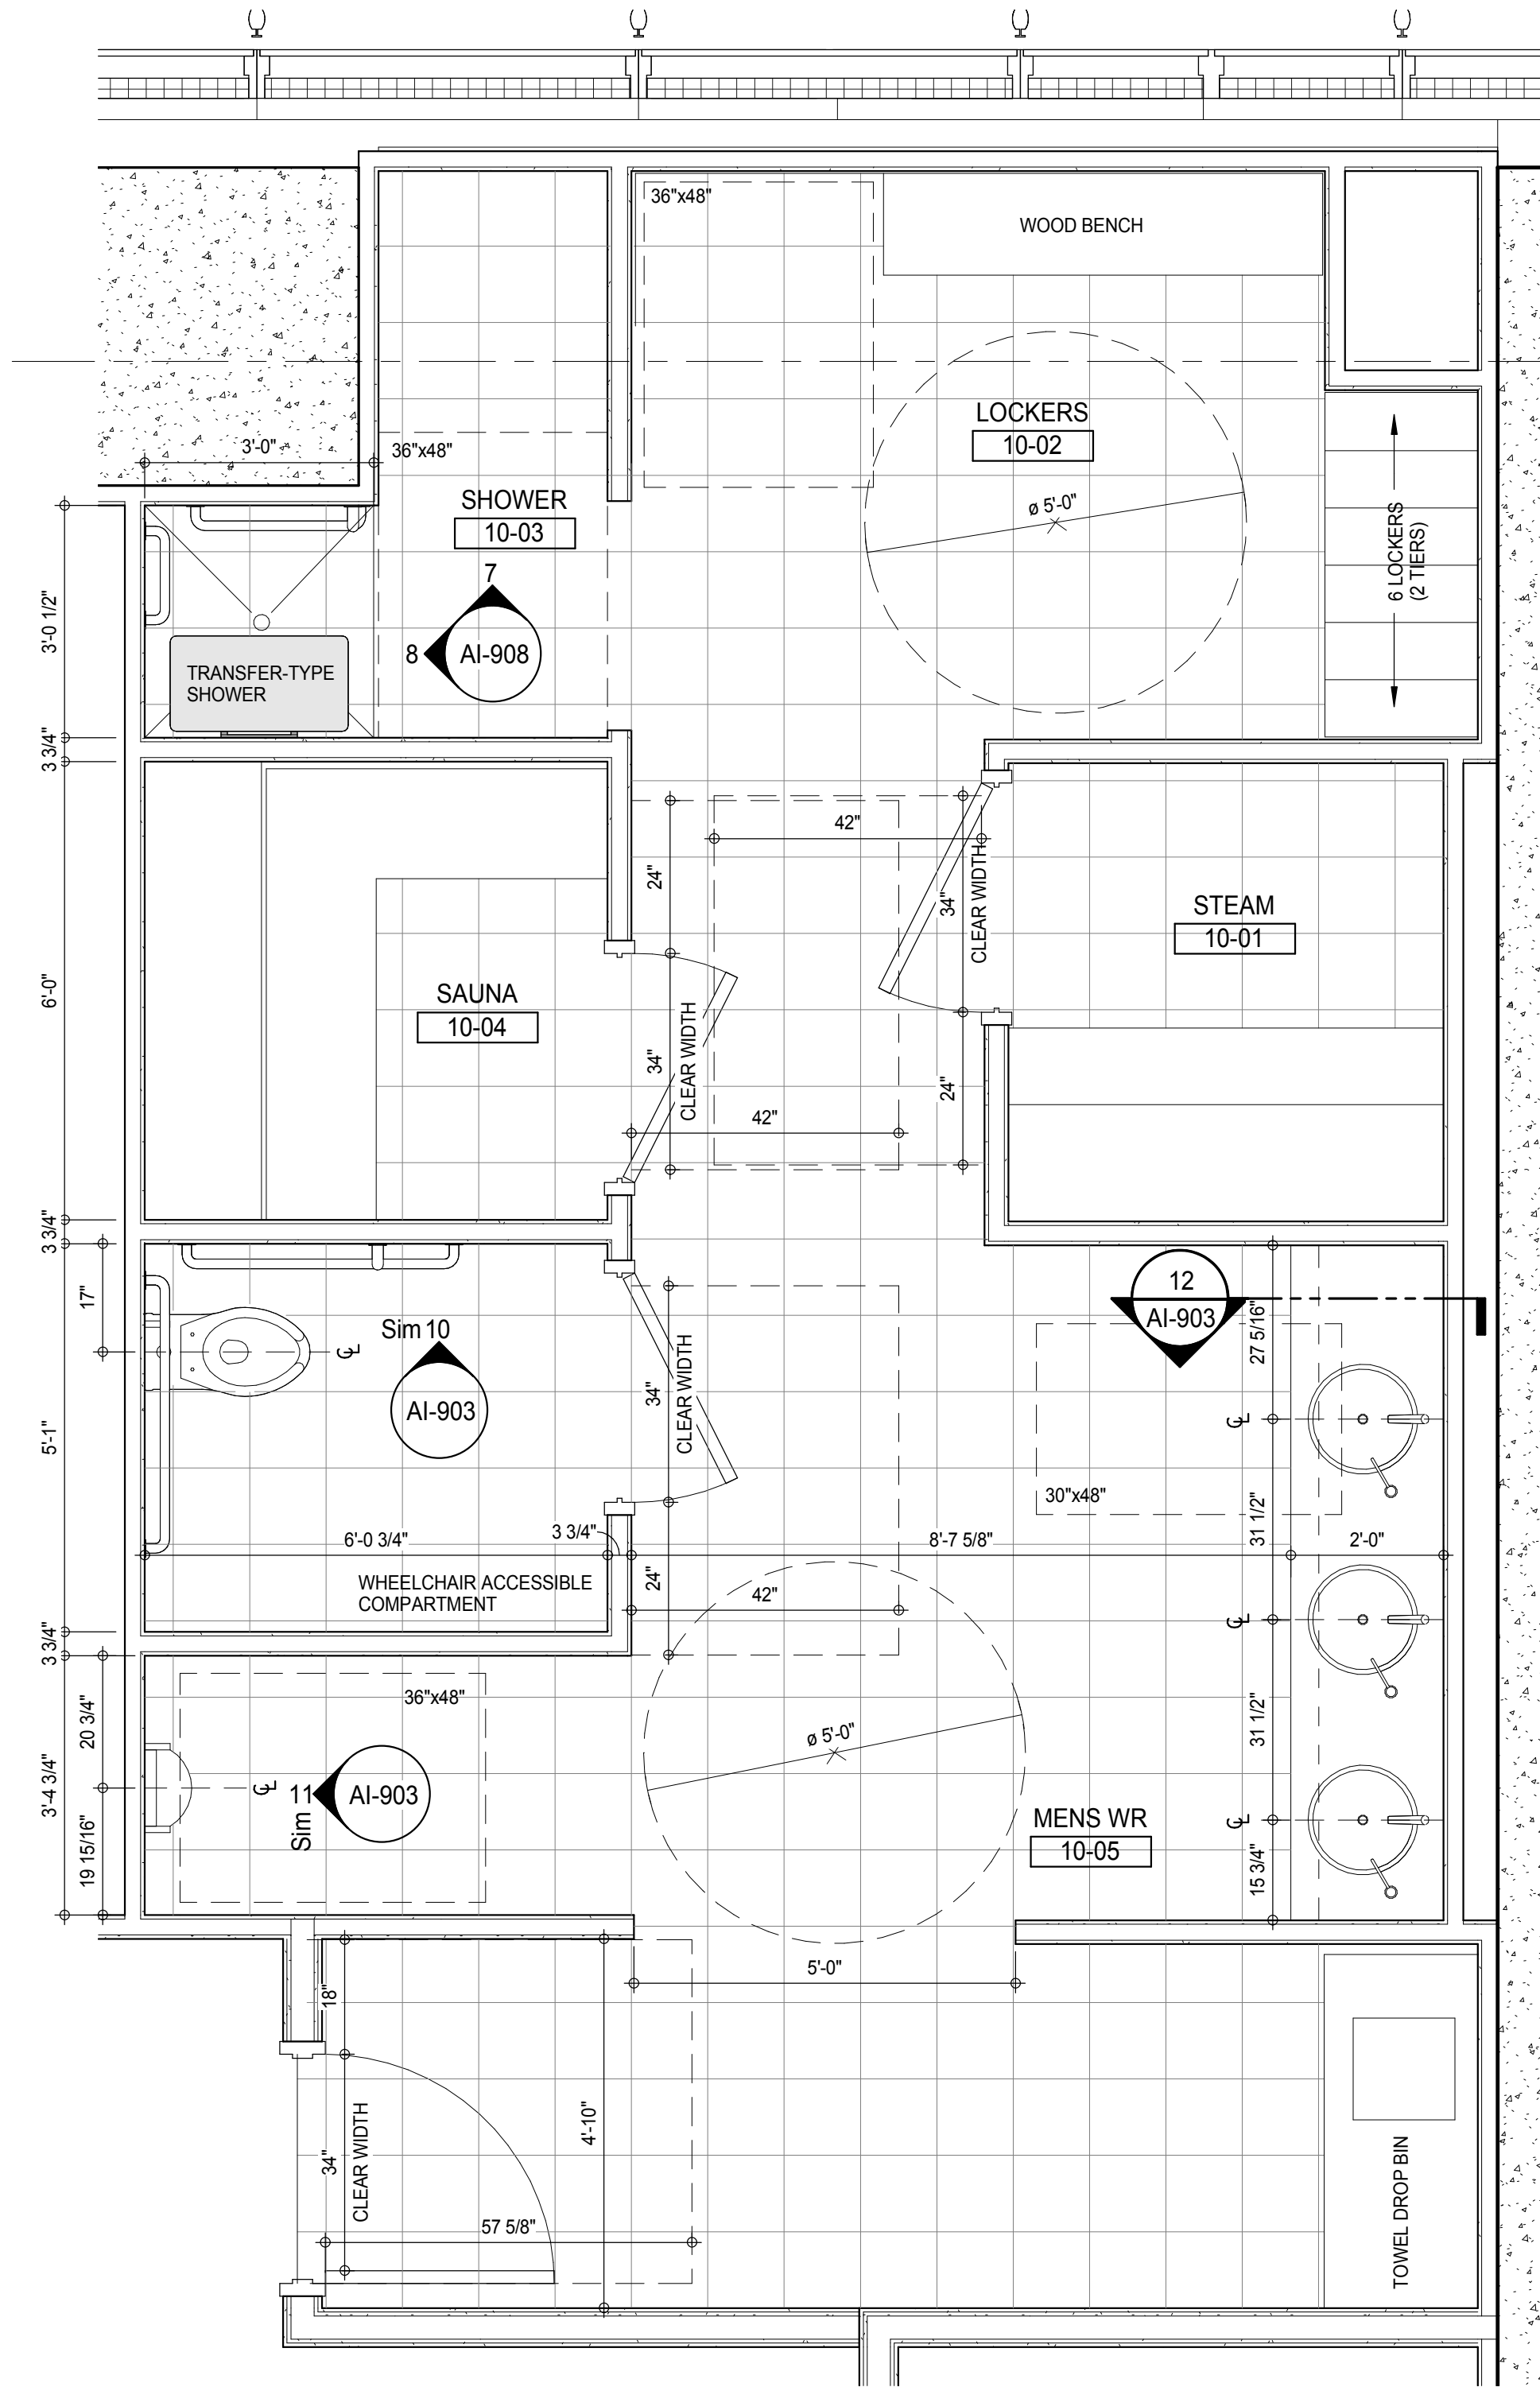 36"x48"
WOOD BENCH
LOCKERS
10-02
3'-0"
36"x48"
SHOWER
10-03
ø 5'-0"
6 LOCKERS
(2 TIERS)
7
8
AI-908
3'-0 1/2"
TRANSFER-TYPE
SHOWER
3 3/4"
42"
24"
34"
CLEAR WIDTH
STEAM
10-01
6'-0"
SAUNA
10-04
34"
CLEAR WIDTH
24"
42"
3 3/4"
17"
12
AI-903
27 5/16"
Sim 10
AI-903
CL
34"
CLEAR WIDTH
5'-1"
CL
30"x48"
31 1/2"
6'-0 3/4"
3 3/4"
8'-7 5/8"
2'-0"
WHEELCHAIR ACCESSIBLE
COMPARTMENT
24"
42"
CL
3 3/4"
36"x48"
20 3/4"
31 1/2"
ø 5'-0"
3'-4 3/4"
CL
11
Sim
AI-903
MENS WR
10-05
CL
19 15/16"
15 3/4"
5'-0"
18"
4'-10"
34"
CLEAR WIDTH
57 5/8"
TOWEL DROP BIN